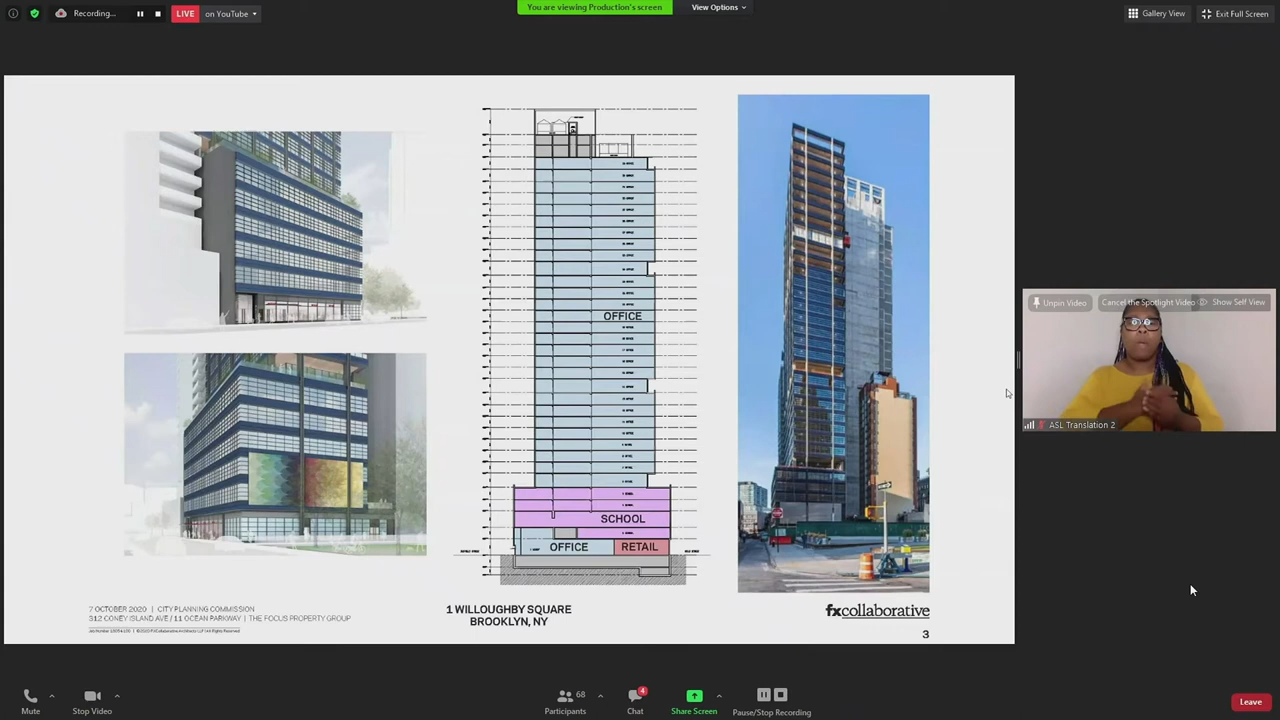 Recording...
LIVE on YouTube
You are viewing Production's screen
View Options
Gallery View
Exit Full Screen
OFFICE
SCHOOL
OFFICE
RETAIL
7 OCTOBER 2020 | CITY PLANNING COMMISSION
312 CONEY ISLAND AVE / 11 OCEAN PARKWAY | THE FOCUS PROPERTY GROUP
1 WILLOUGHBY SQUARE
BROOKLYN, NY
fxcollaborative
3
Unpin Video
Cancel the Spotlight Video
Show Self View
ASL Translation 2
Mute
Stop Video
68
Participants
4
Chat
Share Screen
Pause/Stop Recording
Leave